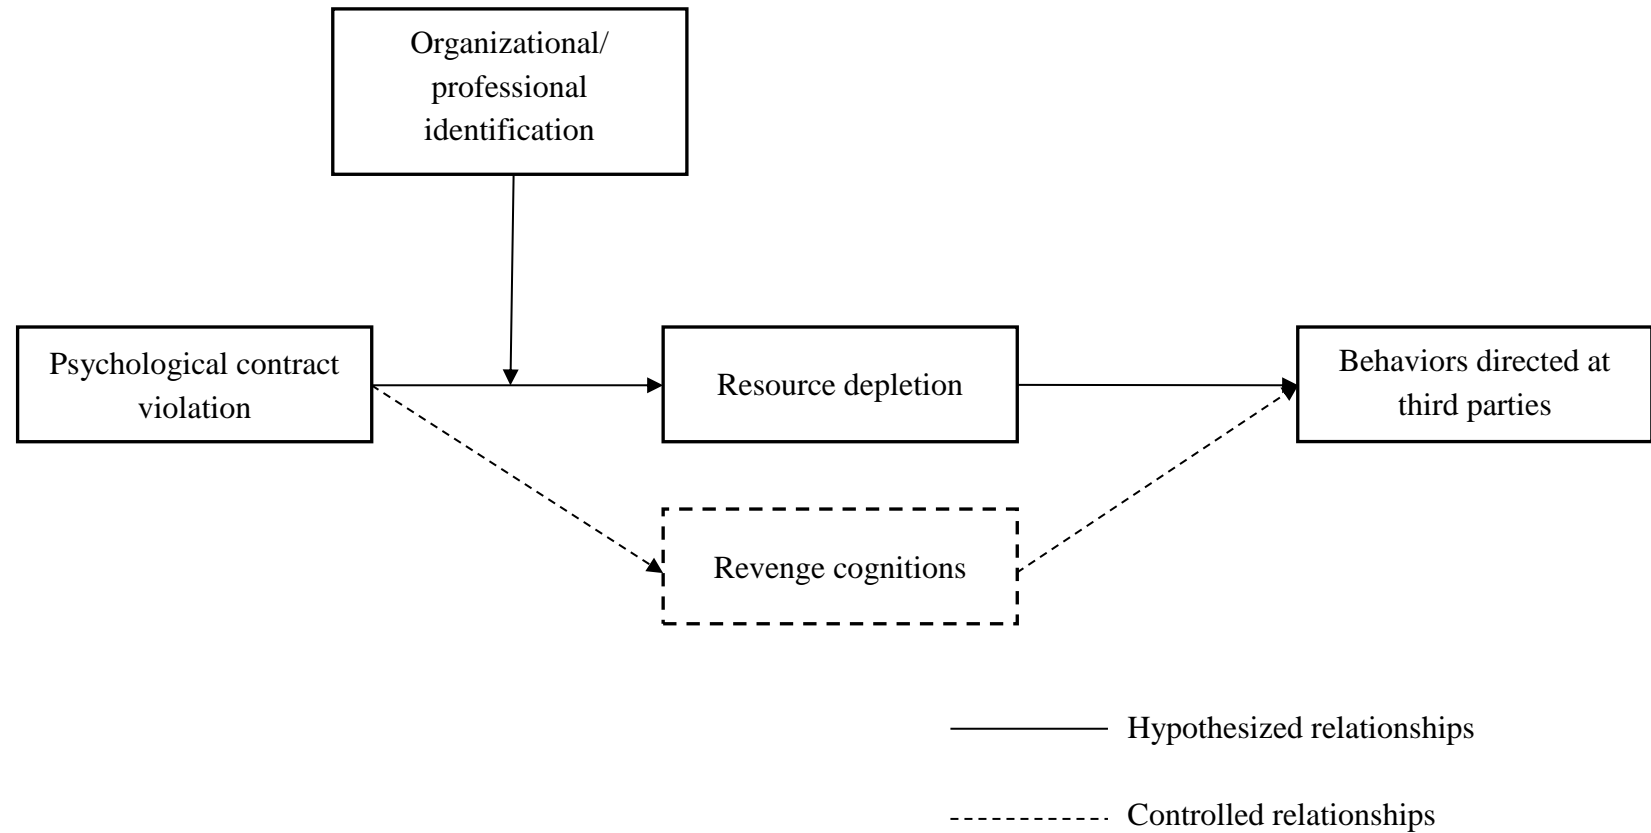 Organizational/
professional
identification
Psychological contract
violation
Resource depletion
Behaviors directed at
third parties
Revenge cognitions
Hypothesized relationships
Controlled relationships